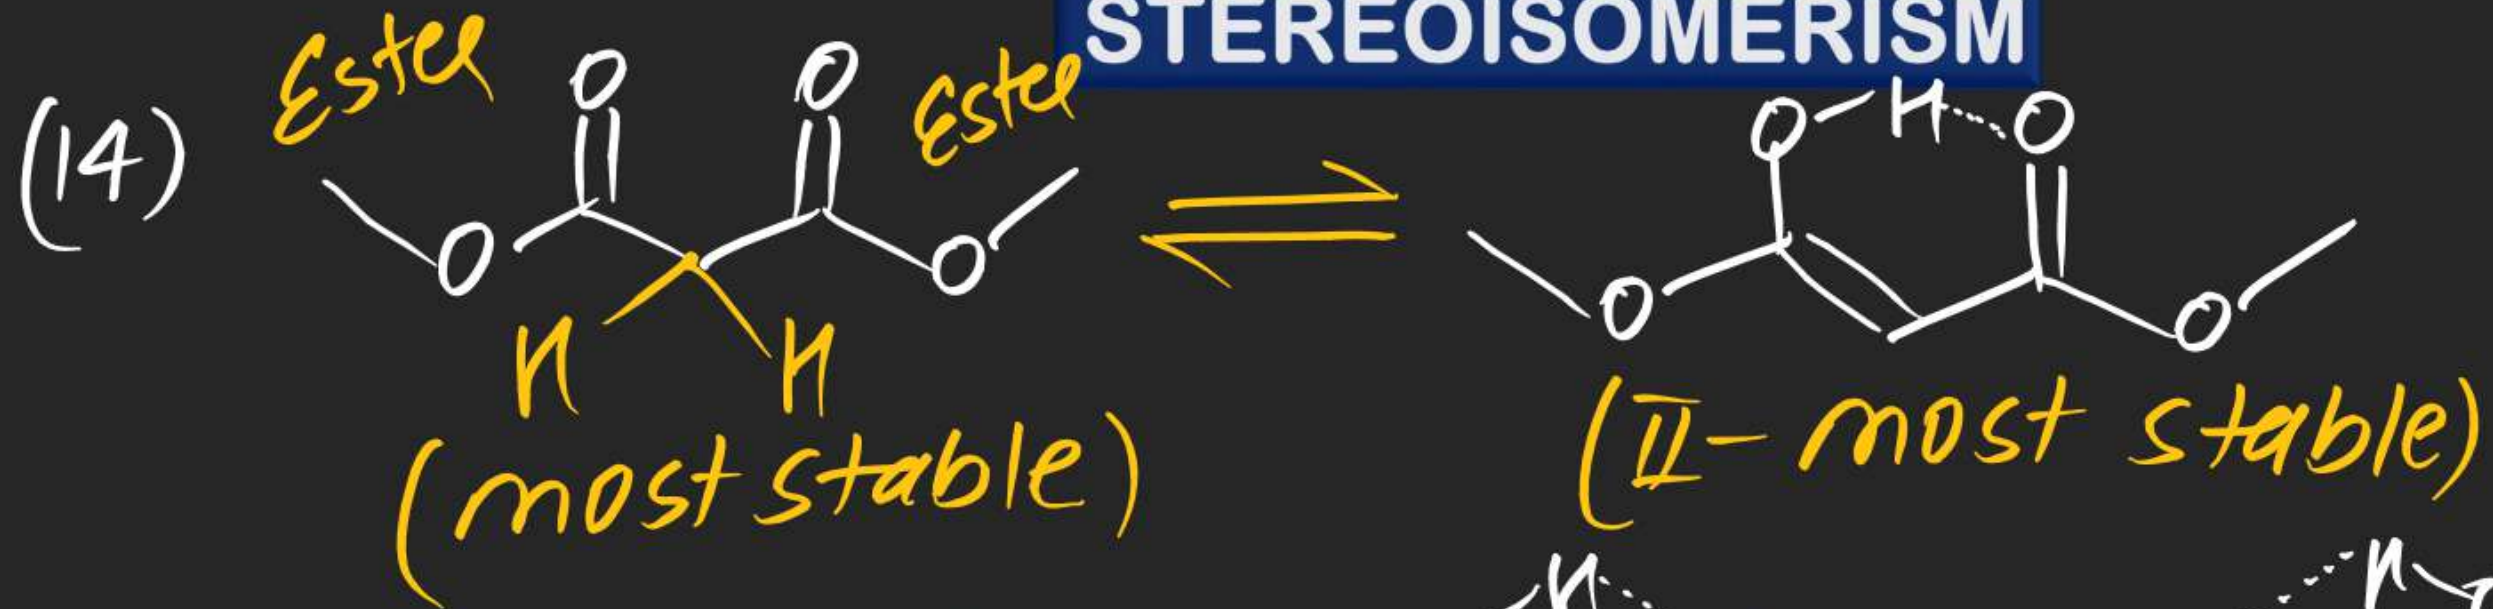 STEREOISOMERISM
(14)
Ester
Ester
O O
O H O
O O
O O
H H
(most stable)
(II - most stable)
H H